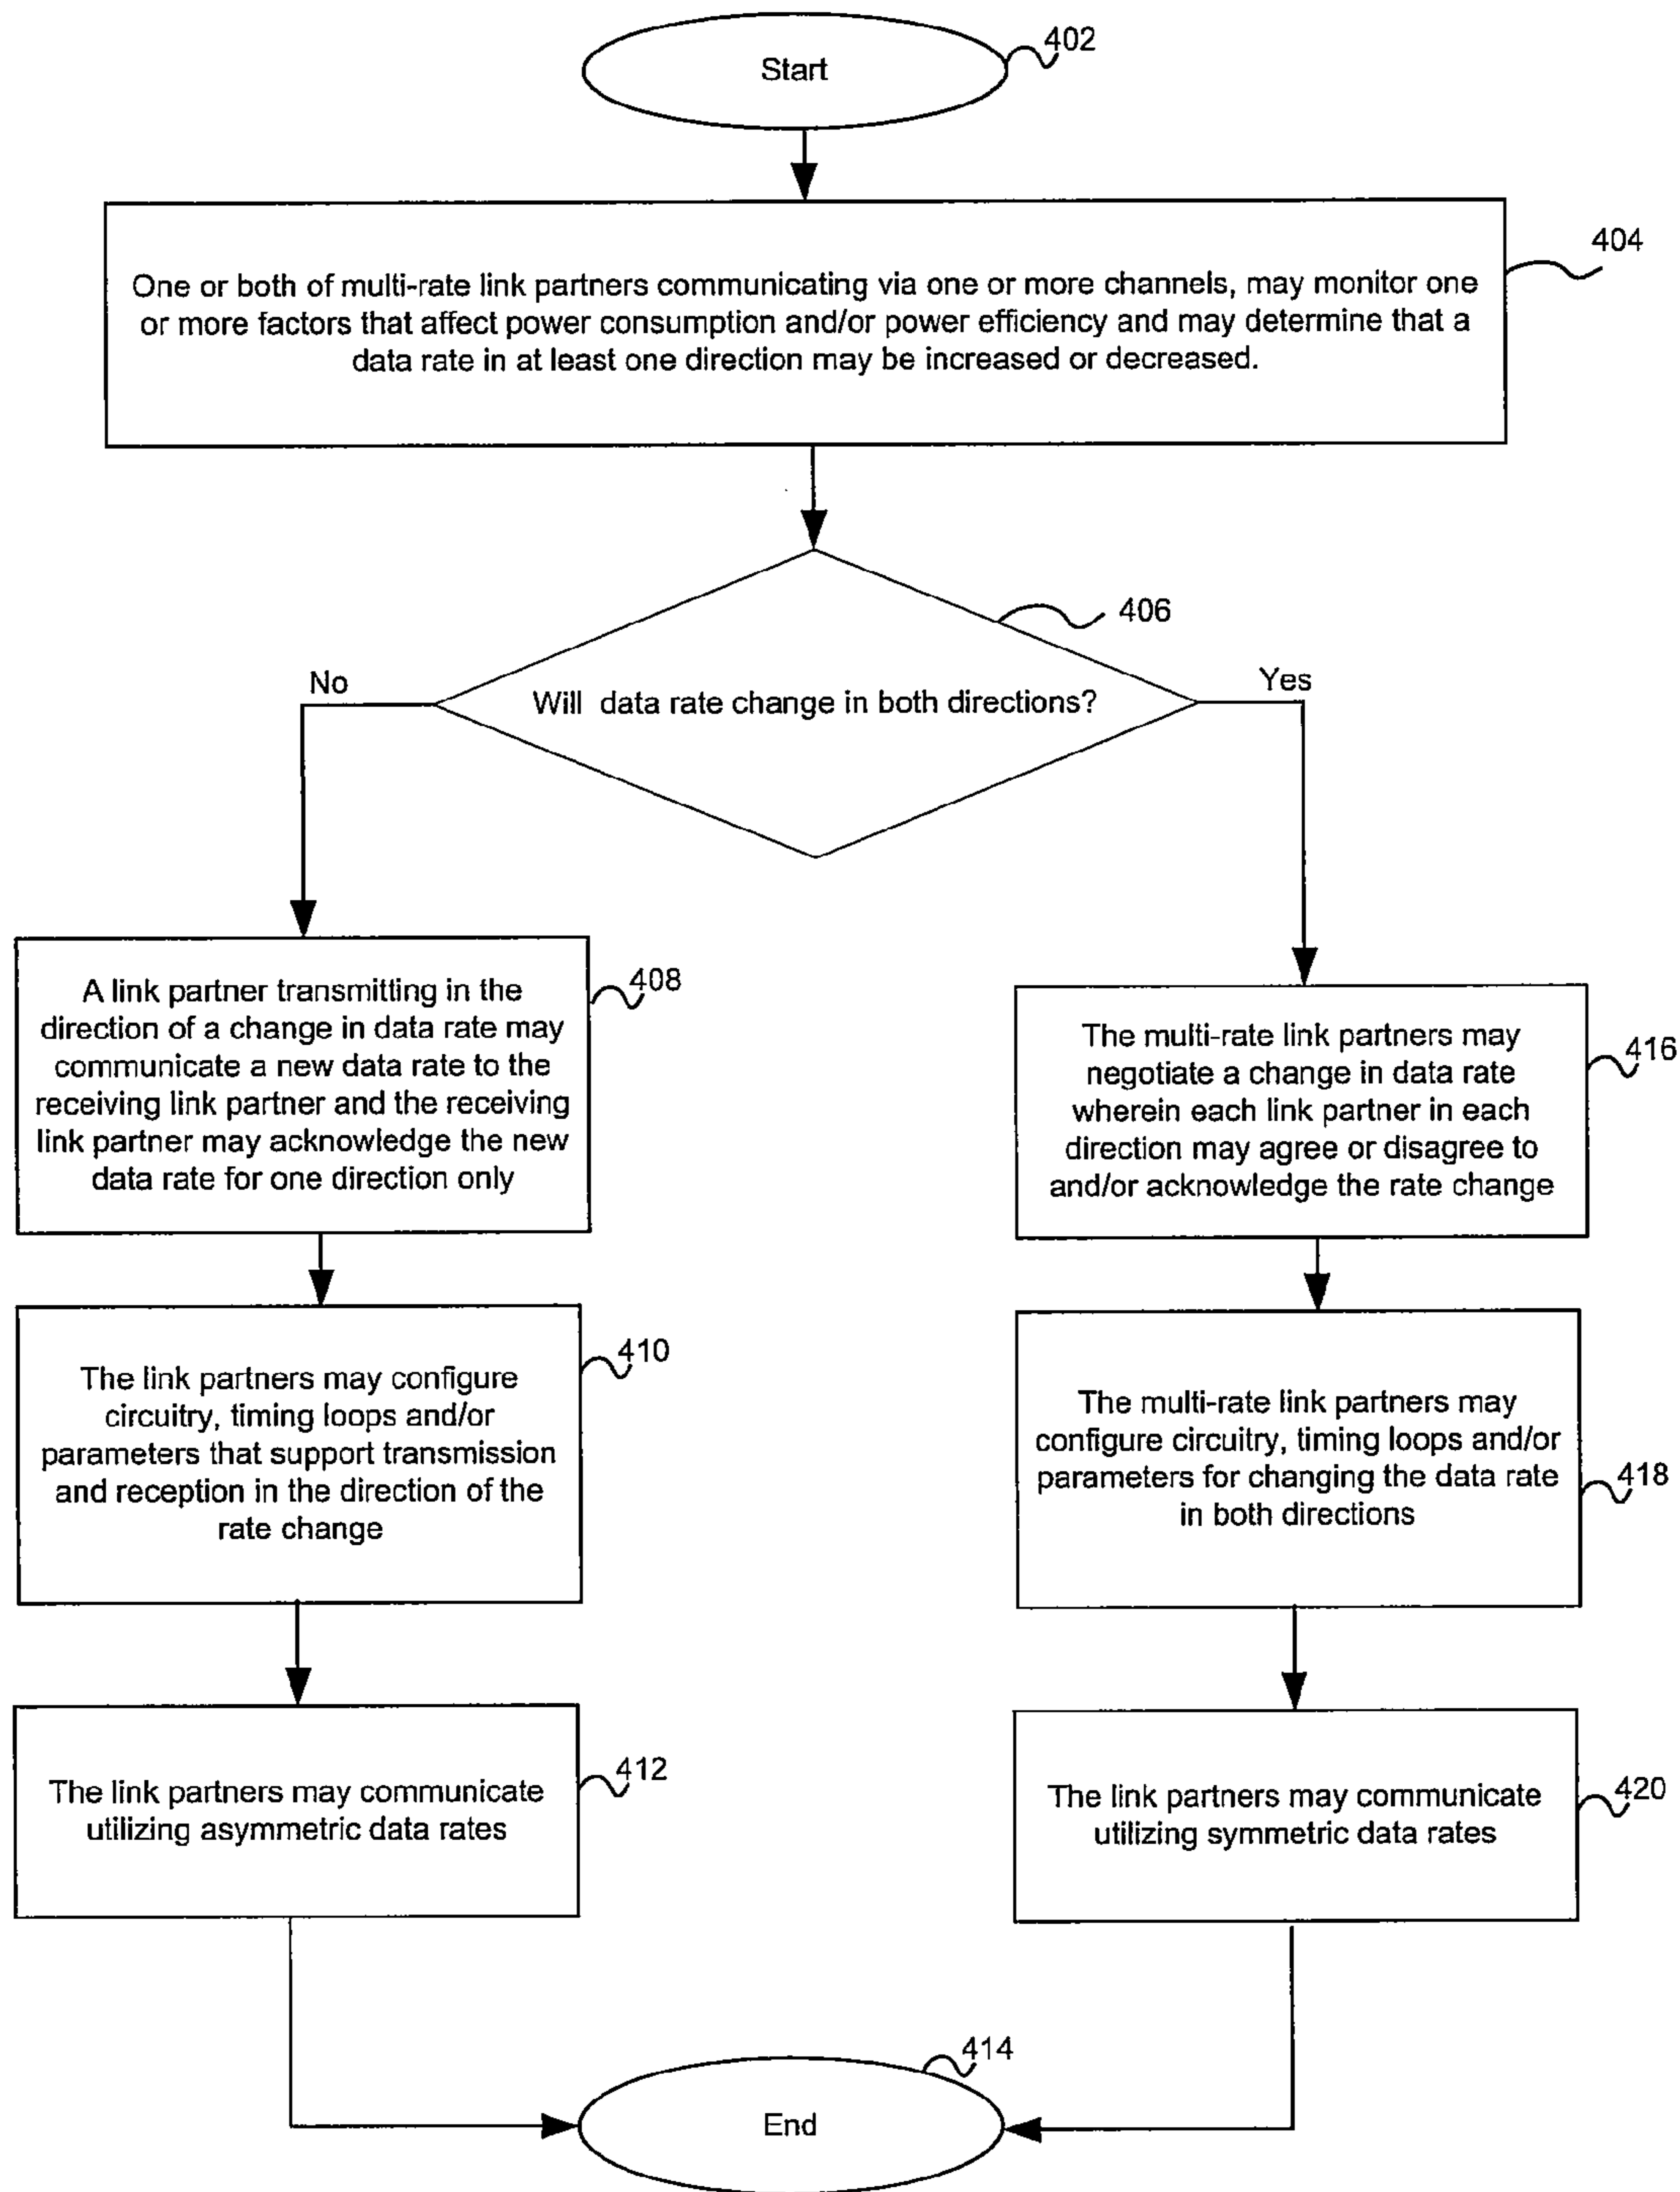 Start
402
404
One or both of multi-rate link partners communicating via one or more channels, may monitor one
or more factors that affect power consumption and/or power efficiency and may determine that a
data rate in at least one direction may be increased or decreased.
406
No
Will data rate change in both directions?
Yes
408
A link partner transmitting in the
direction of a change in data rate may
communicate a new data rate to the
receiving link partner and the receiving
link partner may acknowledge the new
data rate for one direction only
416
The multi-rate link partners may
negotiate a change in data rate
wherein each link partner in each
direction may agree or disagree to
and/or acknowledge the rate change
410
The link partners may configure
circuitry, timing loops and/or
parameters that support transmission
and reception in the direction of the
rate change
418
The multi-rate link partners may
configure circuitry, timing loops and/or
parameters for changing the data rate
in both directions
412
The link partners may communicate
utilizing asymmetric data rates
420
The link partners may communicate
utilizing symmetric data rates
414
End